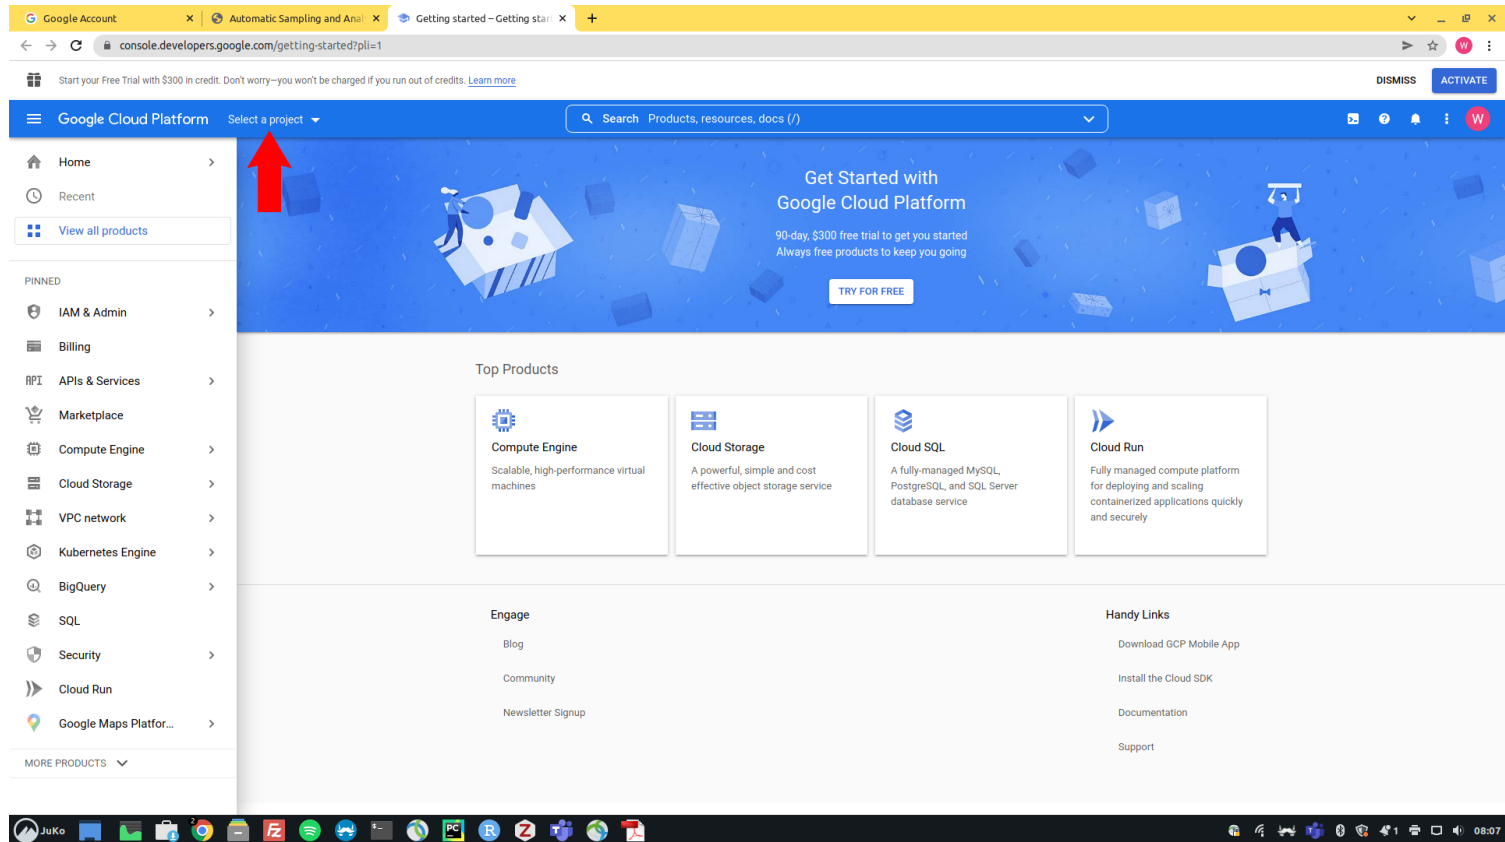 Google Account
Automatic Sampling and Anal
Getting started – Getting star
console.developers.google.com/getting-started?pli=1
W
Start your Free Trial with $300 in credit. Don't worry—you won't be charged if you run out of credits. Learn more
DISMISS
ACTIVATE
Google Cloud Platform
Select a project
Search Products, resources, docs (/)
W
Home
Recent
View all products
PINNED
IAM & Admin
Billing
API APIs & Services
Marketplace
Compute Engine
Cloud Storage
VPC network
Kubernetes Engine
BigQuery
SQL
Security
Cloud Run
Google Maps Platfor...
MORE PRODUCTS
Get Started with
Google Cloud Platform
90-day, $300 free trial to get you started
Always free products to keep you going
TRY FOR FREE
Top Products
Compute Engine
Scalable, high-performance virtual
machines
Cloud Storage
A powerful, simple and cost
effective object storage service
Cloud SQL
A fully-managed MySQL,
PostgreSQL, and SQL Server
database service
Cloud Run
Fully managed compute platform
for deploying and scaling
containerized applications quickly
and securely
Engage
Blog
Community
Newsletter Signup
Handy Links
Download GCP Mobile App
Install the Cloud SDK
Documentation
Support
JuKo
2
Fz
PC
R
Z
1
08:07